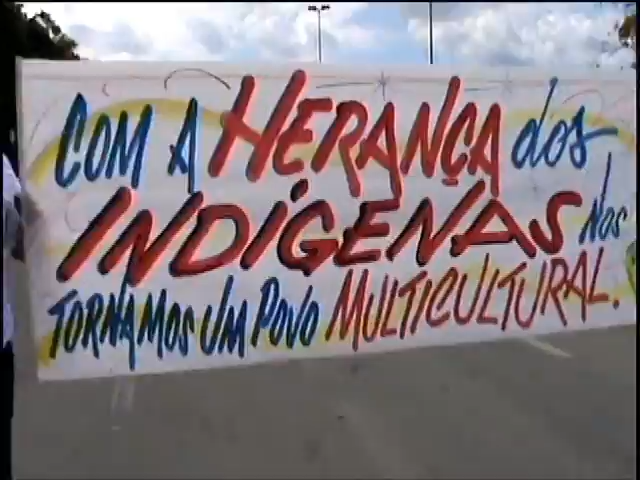 COM A HERANÇA dos
INDÍGENAS NOS
TORNAMOS UM POVO MULTICULTURAL.